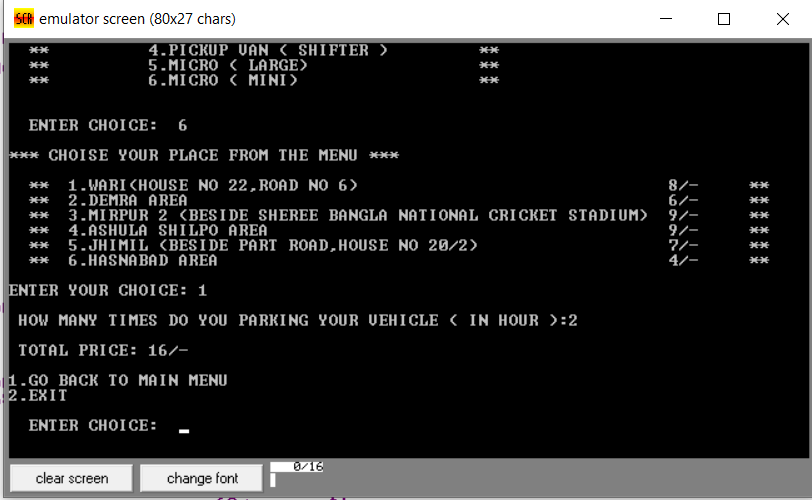 SCR emulator screen (80x27 chars)
** 4.PICKUP VAN ( SHIFTER ) **
** 5.MICRO ( LARGE) **
** 6.MICRO ( MINI) **
ENTER CHOICE: 6
*** CHOISE YOUR PLACE FROM THE MENU ***
** 1.WARI(HOUSE NO 22,ROAD NO 6) 8/- **
** 2.DEMRA AREA 6/- **
** 3.MIRPUR 2 (BESIDE SHEREE BANGLA NATIONAL CRICKET STADIUM) 9/- **
** 4.ASHULA SHILPO AREA 9/- **
** 5.JHIMIL (BESIDE PART ROAD,HOUSE NO 20/2) 7/- **
** 6.HASNABAD AREA 4/- **
ENTER YOUR CHOICE: 1
HOW MANY TIMES DO YOU PARKING YOUR VEHICLE ( IN HOUR ):2
TOTAL PRICE: 16/-
1.GO BACK TO MAIN MENU
2.EXIT
ENTER CHOICE:
clear screen change font 0/16